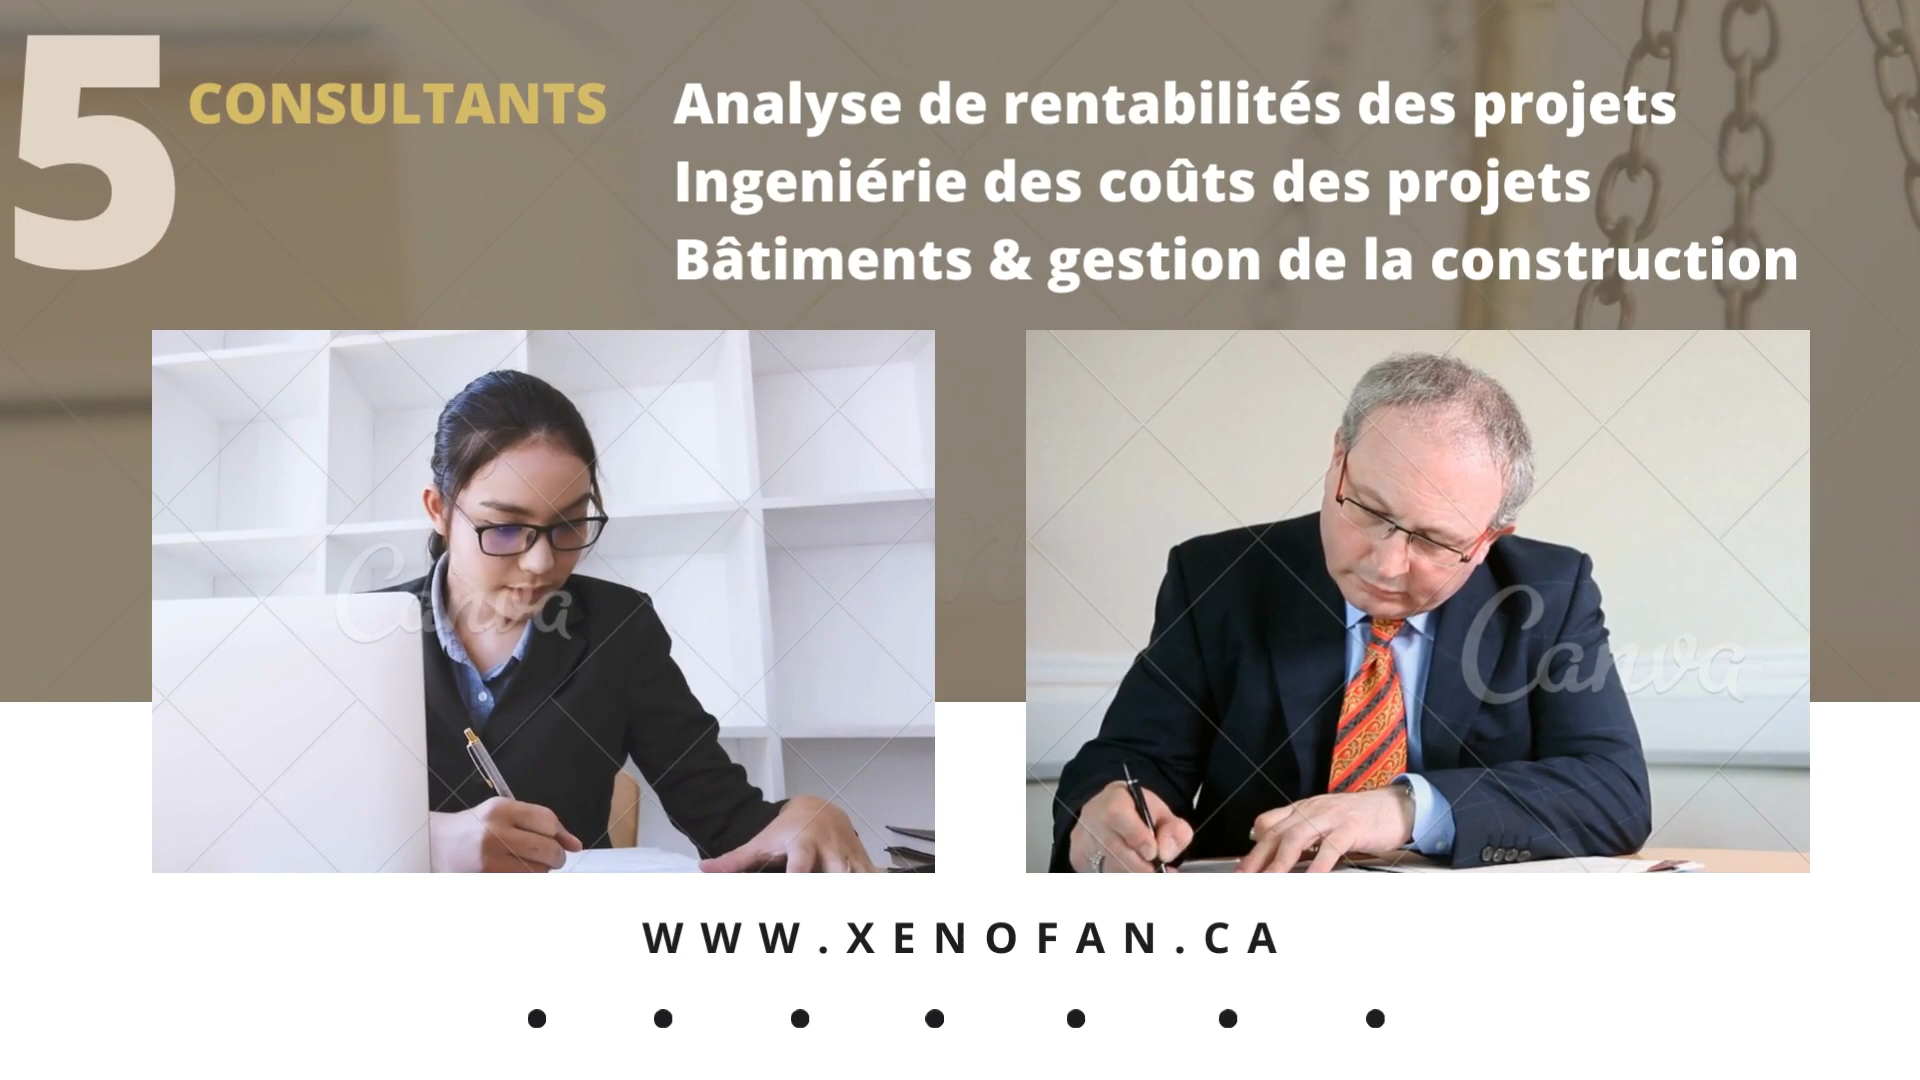 5 CONSULTANTS
Analyse de rentabilités des projets
Ingeniérie des coûts des projets
Bâtiments & gestion de la construction
Canva
Canva
WWW.XENOFAN.CA